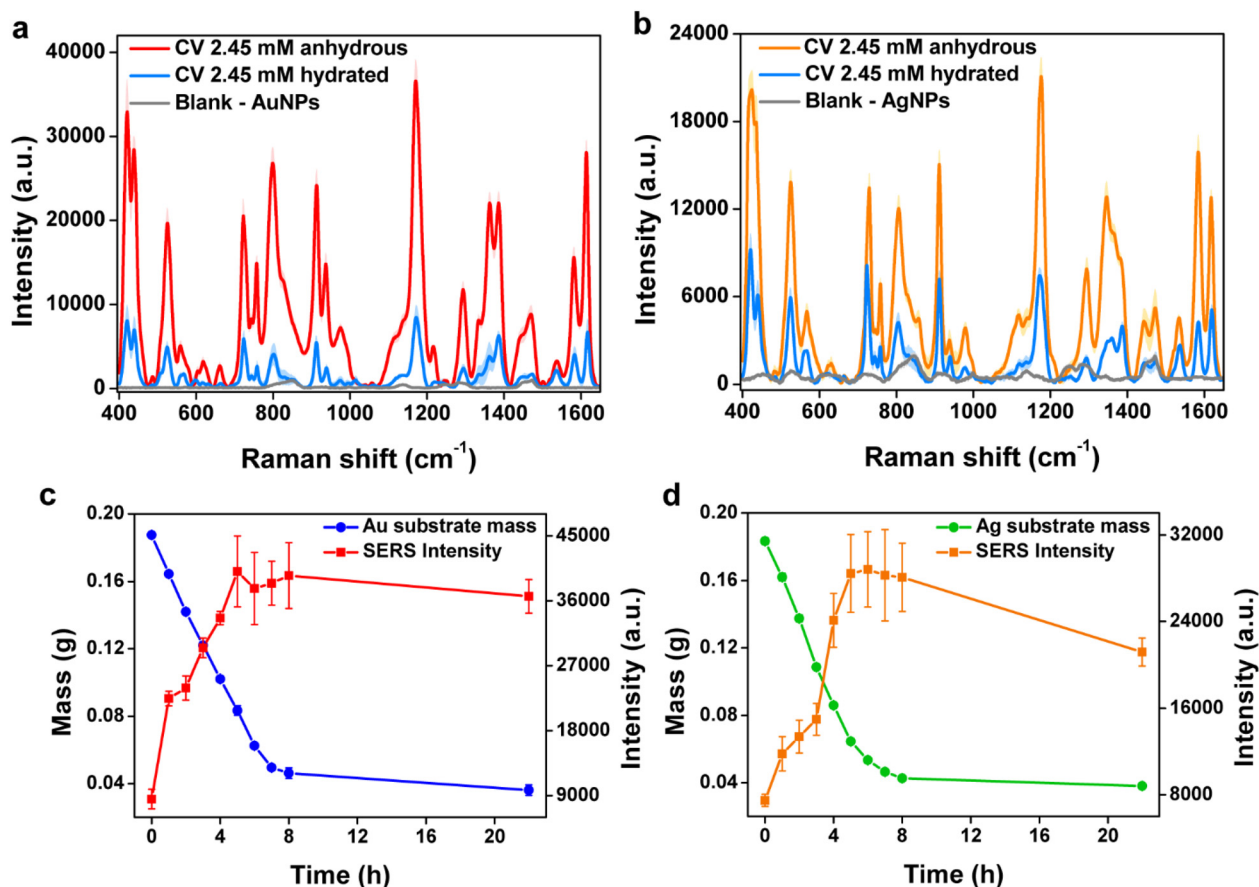 a
CV 2.45 mM anhydrous
CV 2.45 mM hydrated
Blank - AuNPs
40000
30000
20000
10000
0
Intensity (a.u.)
400 600 800 1000 1200 1400 1600
Raman shift (cm⁻¹)
b
CV 2.45 mM anhydrous
CV 2.45 mM hydrated
Blank - AgNPs
24000
18000
12000
6000
0
Intensity (a.u.)
400 600 800 1000 1200 1400 1600
Raman shift (cm⁻¹)
c
Au substrate mass
SERS Intensity
0.20
0.16
0.12
0.08
0.04
Mass (g)
45000
36000
27000
18000
9000
Intensity (a.u.)
0 4 8 12 16 20
Time (h)
d
Ag substrate mass
SERS Intensity
0.20
0.16
0.12
0.08
0.04
Mass (g)
32000
24000
16000
8000
Intensity (a.u.)
0 4 8 12 16 20
Time (h)